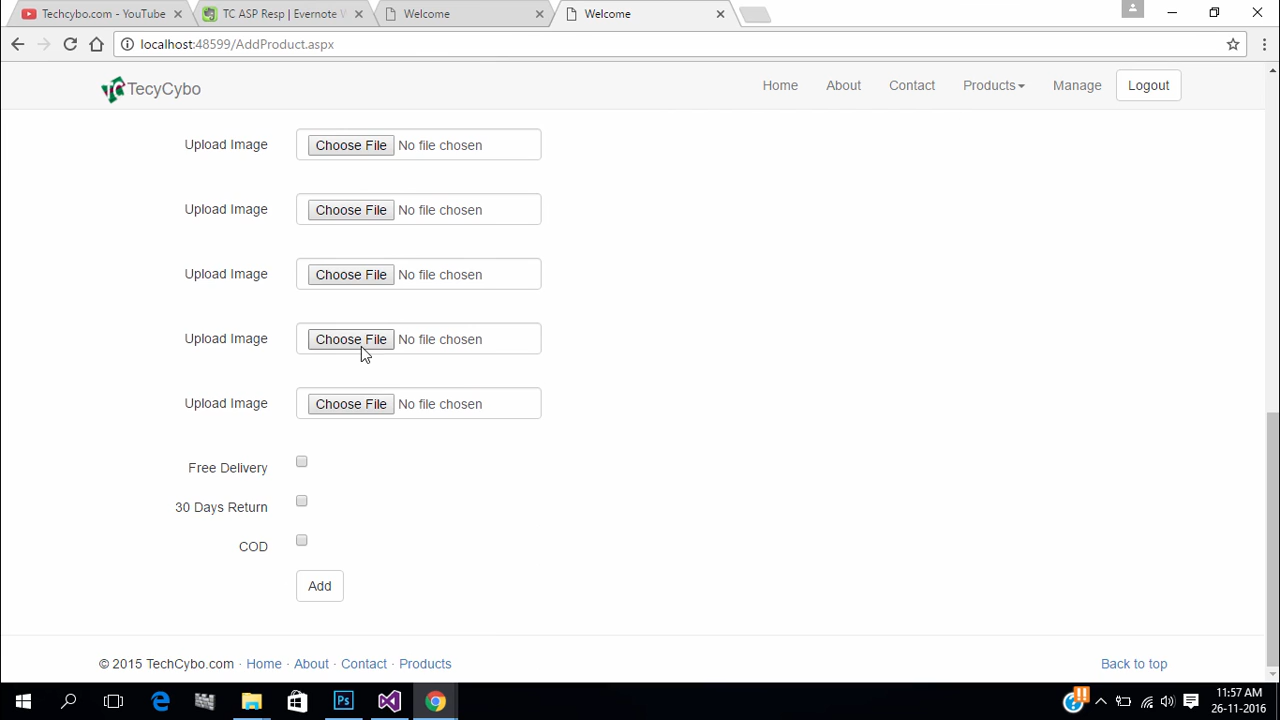 Techcybo.com - YouTube
TC ASP Resp | Evernote W
Welcome
Welcome
localhost:48599/AddProduct.aspx
TecyCybo
Home
About
Contact
Products
Manage
Logout
Upload Image
Choose File No file chosen
Upload Image
Choose File No file chosen
Upload Image
Choose File No file chosen
Upload Image
Choose File No file chosen
Upload Image
Choose File No file chosen
Free Delivery
30 Days Return
COD
Add
© 2015 TechCybo.com · Home · About · Contact · Products
Back to top
Ps
11:57 AM
26-11-2016